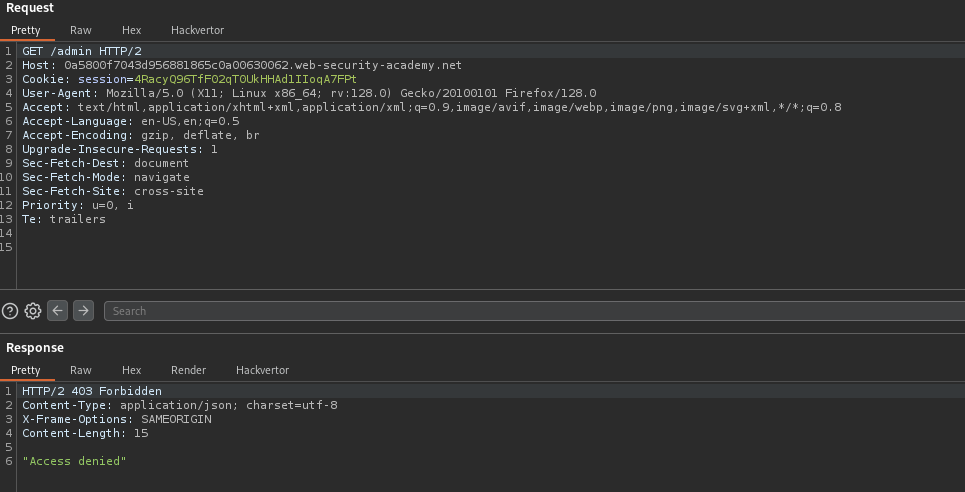 Request
Pretty Raw Hex Hackvertor
1 GET /admin HTTP/2
2 Host: 0a5800f7043d956881865c0a00630062.web-security-academy.net
3 Cookie: session=4RacyQ96TfF02qT0UkHHAd1IIoqA7FPt
4 User-Agent: Mozilla/5.0 (X11; Linux x86_64; rv:128.0) Gecko/20100101 Firefox/128.0
5 Accept: text/html,application/xhtml+xml,application/xml;q=0.9,image/avif,image/webp,image/png,image/svg+xml,*/*;q=0.8
6 Accept-Language: en-US,en;q=0.5
7 Accept-Encoding: gzip, deflate, br
8 Upgrade-Insecure-Requests: 1
9 Sec-Fetch-Dest: document
10 Sec-Fetch-Mode: navigate
11 Sec-Fetch-Site: cross-site
12 Priority: u=0, i
13 Te: trailers
14
15
Search
Response
Pretty Raw Hex Render Hackvertor
1 HTTP/2 403 Forbidden
2 Content-Type: application/json; charset=utf-8
3 X-Frame-Options: SAMEORIGIN
4 Content-Length: 15
5
6 "Access denied"